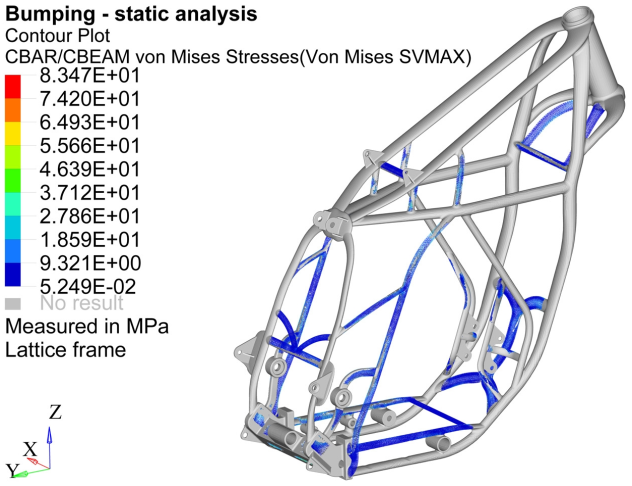 Bumping - static analysis
Contour Plot
CBAR/CBEAM von Mises Stresses(Von Mises SVMAX)
8.347E+01
7.420E+01
6.493E+01
5.566E+01
4.639E+01
3.712E+01
2.786E+01
1.859E+01
9.321E+00
5.249E-02
No result
Measured in MPa
Lattice frame
Z
X
Y